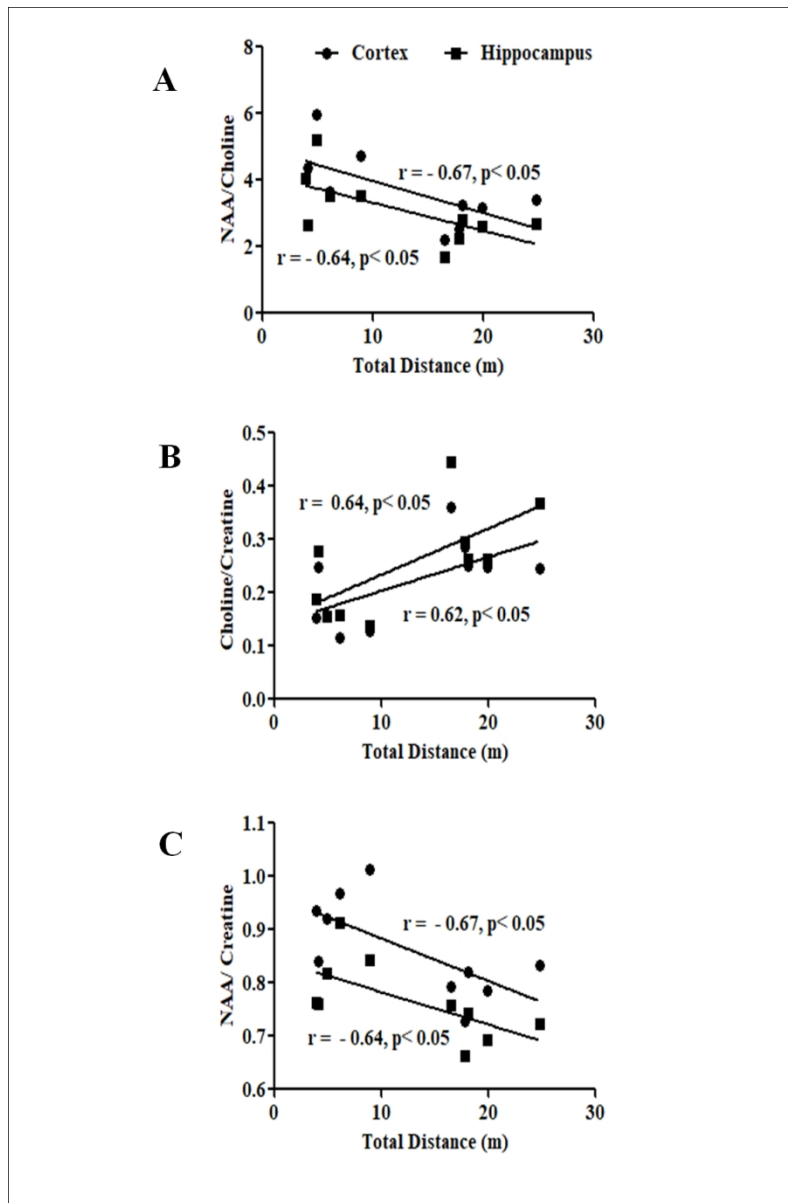 A
Cortex Hippocampus
8
6
4
2
0
NAA/Choline
r = - 0.67, p< 0.05
r = - 0.64, p< 0.05
0 10 20 30
Total Distance (m)
B
0.5
0.4
0.3
0.2
0.1
0.0
Choline/Creatine
r = 0.64, p< 0.05
r = 0.62, p< 0.05
0 10 20 30
Total Distance (m)
C
1.1
1.0
0.9
0.8
0.7
0.6
NAA/ Creatine
r = - 0.67, p< 0.05
r = - 0.64, p< 0.05
0 10 20 30
Total Distance (m)